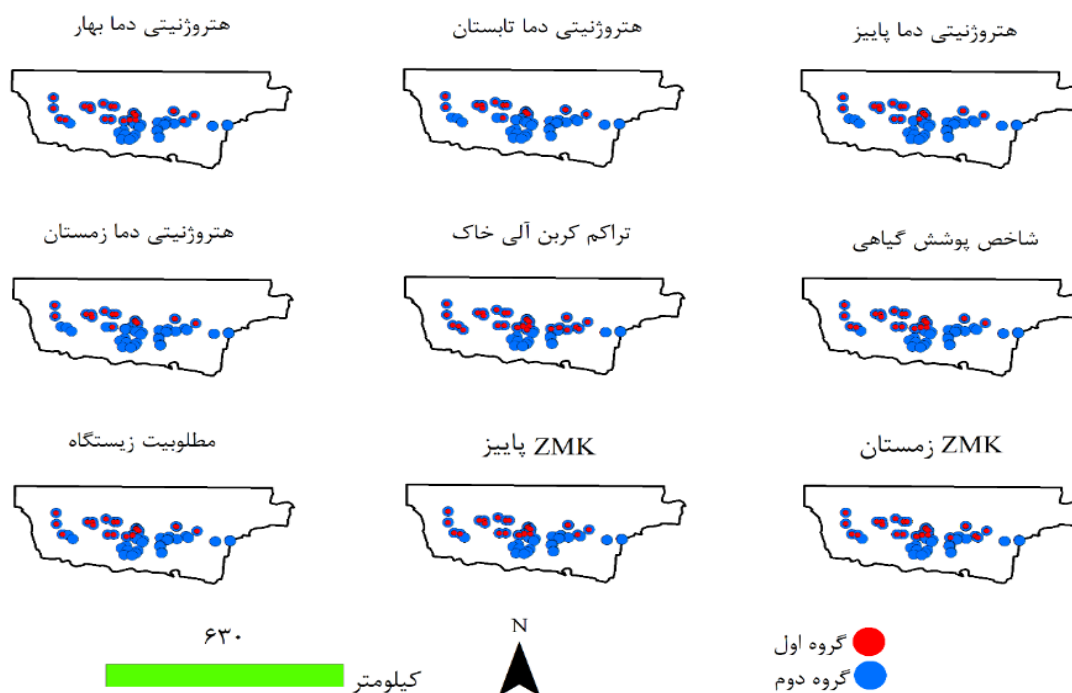 هتروژنیتی دما پاییز
هتروژنیتی دما تابستان
هتروژنیتی دما بهار
شاخص پوشش گیاهی
تراکم کربن آلی خاک
هتروژنیتی دما زمستان
ZMK زمستان
ZMK پاییز
مطلوبیت زیستگاه
گروه اول
گروه دوم
N
۶۳۰
کیلومتر